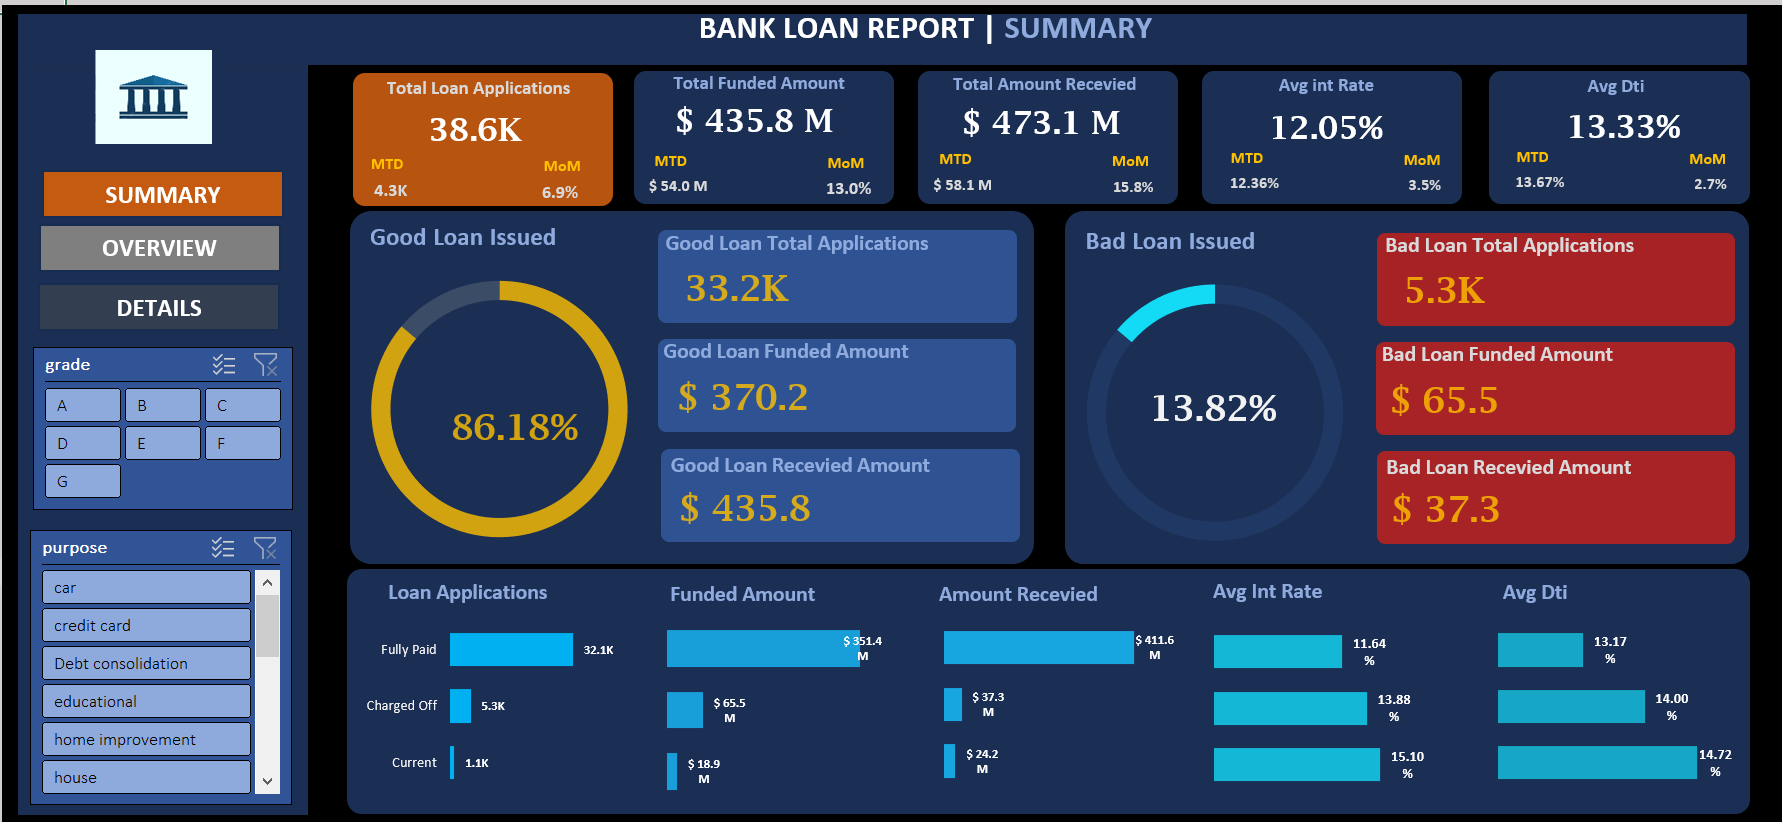 BANK LOAN REPORT | SUMMARY
SUMMARY
OVERVIEW
DETAILS
grade
A B C
D E F
G
purpose
car
credit card
Debt consolidation
educational
home improvement
house
Total Loan Applications
38.6K
MTD MoM
4.3K 6.9%
Total Funded Amount
$ 435.8 M
MTD MoM
$ 54.0 M 13.0%
Total Amount Recevied
$ 473.1 M
MTD MoM
$ 58.1 M 15.8%
Avg int Rate
12.05%
MTD MoM
12.36% 3.5%
Avg Dti
13.33%
MTD MoM
13.67% 2.7%
Good Loan Issued
86.18%
Good Loan Total Applications
33.2K
Good Loan Funded Amount
$ 370.2
Good Loan Recevied Amount
$ 435.8
Bad Loan Issued
13.82%
Bad Loan Total Applications
5.3K
Bad Loan Funded Amount
$ 65.5
Bad Loan Recevied Amount
$ 37.3
Loan Applications
Fully Paid 32.1K
Charged Off 5.3K
Current 1.1K
Funded Amount
$ 351.4
M
$ 65.5
M
$ 18.9
M
Amount Recevied
$ 411.6
M
$ 37.3
M
$ 24.2
M
Avg Int Rate
11.64
%
13.88
%
15.10
%
Avg Dti
13.17
%
14.00
%
14.72
%